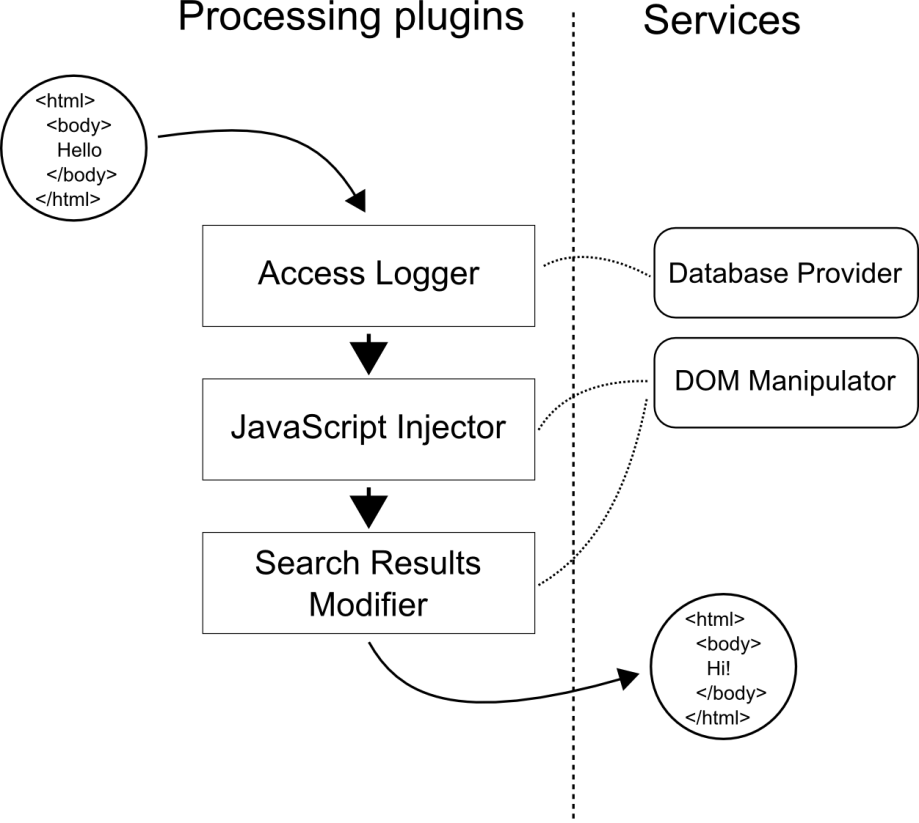 Processing plugins
Services
<html>
<body>
Hello
</body>
</html>
Access Logger
Database Provider
DOM Manipulator
JavaScript Injector
Search Results
Modifier
<html>
<body>
Hi!
</body>
</html>